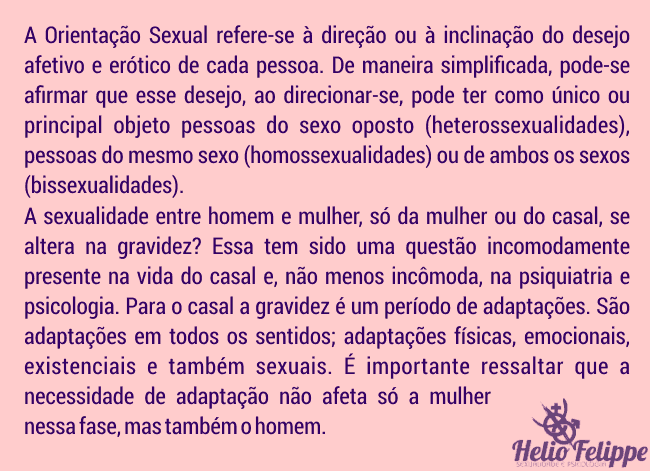 A Orientação Sexual refere-se à direção ou à inclinação do desejo
afetivo e erótico de cada pessoa. De maneira simplificada, pode-se
afirmar que esse desejo, ao direcionar-se, pode ter como único ou
principal objeto pessoas do sexo oposto (heterossexualidades),
pessoas do mesmo sexo (homossexualidades) ou de ambos os sexos
(bissexualidades).
A sexualidade entre homem e mulher, só da mulher ou do casal, se
altera na gravidez? Essa tem sido uma questão incomodamente
presente na vida do casal e, não menos incômoda, na psiquiatria e
psicologia. Para o casal a gravidez é um período de adaptações. São
adaptações em todos os sentidos; adaptações físicas, emocionais,
existenciais e também sexuais. É importante ressaltar que a
necessidade de adaptação não afeta só a mulher
nessa fase, mas também o homem.
Helio Felippe
SEXUALIDADE E PSICOLOGIA